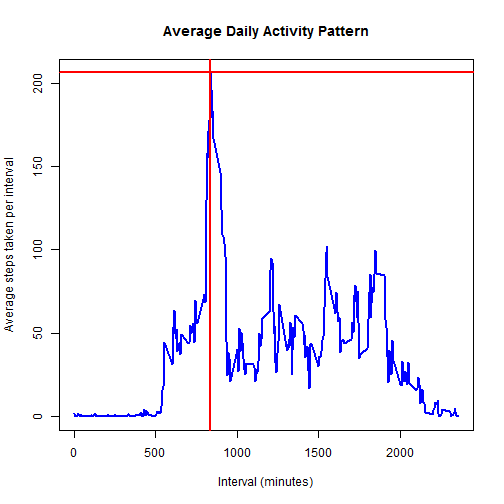 Average Daily Activity Pattern
Average steps taken per interval
200
150
100
50
0
0 500 1000 1500 2000
Interval (minutes)